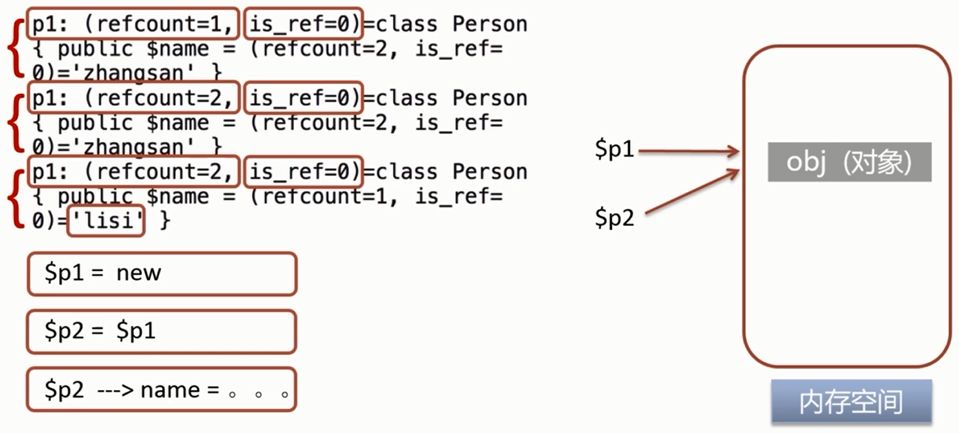 p1: (refcount=1, is_ref=0)=class Person
{ public $name = (refcount=2, is_ref=
0)='zhangsan' }
p1: (refcount=2, is_ref=0)=class Person
{ public $name = (refcount=2, is_ref=
0)='zhangsan' }
p1: (refcount=2, is_ref=0)=class Person
{ public $name = (refcount=1, is_ref=
0)='lisi' }
$p1 = new
$p2 = $p1
$p2 ---> name = 。。。
$p1
$p2
obj (对象)
内存空间